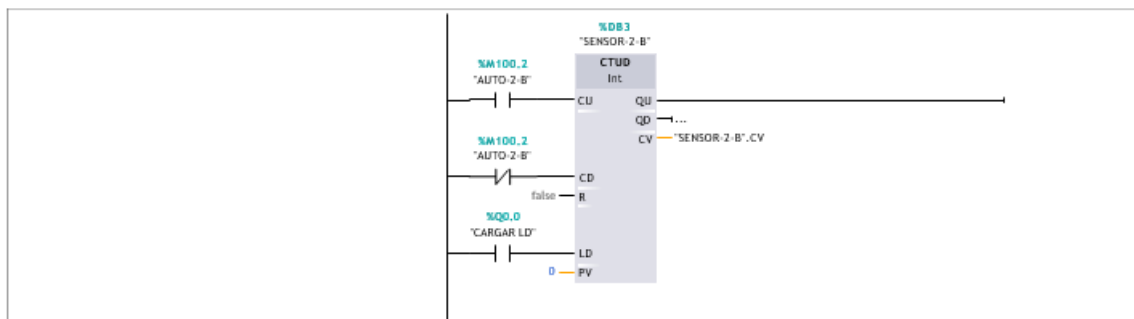 %DB3
"SENSOR-2-B"
CTUD
Int
%M100.2
"AUTO-2-B"
CU QU
QD ...
CV "SENSOR-2-B".CV
%M100.2
"AUTO-2-B"
CD
false R
%Q0.0
"CARGAR LD"
LD
0 PV